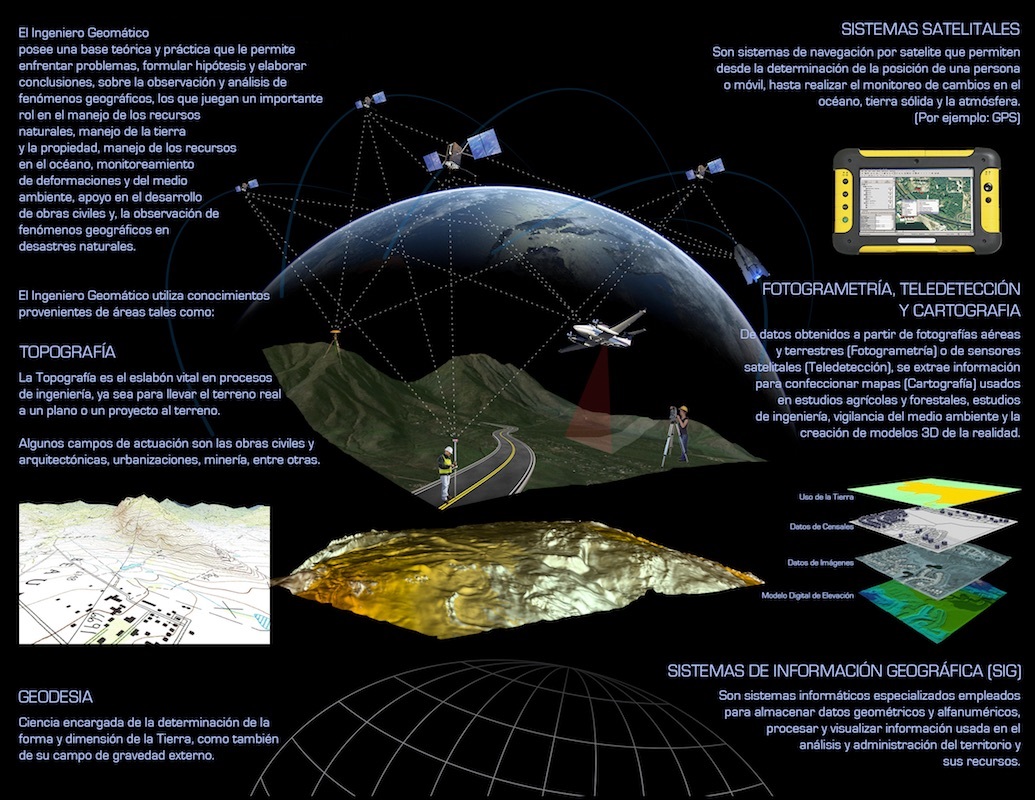 El Ingeniero Geomático
posee una base teórica y práctica que le permite
enfrentar problemas, formular hipótesis y elaborar
conclusiones, sobre la observación y análisis de
fenómenos geográficos, los que juegan un importante
rol en el manejo de los recursos
naturales, manejo de la tierra
y la propiedad, manejo de los recursos
en el océano, monitoreamiento
de deformaciones y del medio
ambiente, apoyo en el desarrollo
de obras civiles y, la observación de
fenómenos geográficos en
desastres naturales.
El Ingeniero Geomático utiliza conocimientos
provenientes de áreas tales como:
TOPOGRAFÍA
La Topografía es el eslabón vital en procesos
de ingeniería, ya sea para llevar el terreno real
a un plano o un proyecto al terreno.
Algunos campos de actuación son las obras civiles y
arquitectónicas, urbanizaciones, minería, entre otras.
1691
GEODESIA
Ciencia encargada de la determinación de la
forma y dimensión de la Tierra, como también
de su campo de gravedad externo.
SISTEMAS SATELITALES
Son sistemas de navegación por satelite que permiten
desde la determinación de la posición de una persona
o móvil, hasta realizar el monitoreo de cambios en el
océano, tierra sólida y la atmósfera.
(Por ejemplo: GPS)
FOTOGRAMETRÍA, TELEDETECCIÓN
Y CARTOGRAFIA
De datos obtenidos a partir de fotografías aéreas
y terrestres (Fotogrametría) o de sensores
satelitales (Teledetección), se extrae información
para confeccionar mapas (Cartografía) usados
en estudios agrícolas y forestales, estudios
de ingeniería, vigilancia del medio ambiente y la
creación de modelos 3D de la realidad.
Uso de la Tierra
Datos de Censales
Datos de Imágenes
Modelo Digital de Elevación
SISTEMAS DE INFORMACIÓN GEOGRÁFICA (SIG)
Son sistemas informáticos especializados empleados
para almacenar datos geométricos y alfanuméricos,
procesar y visualizar información usada en el
análisis y administración del territorio y
sus recursos.